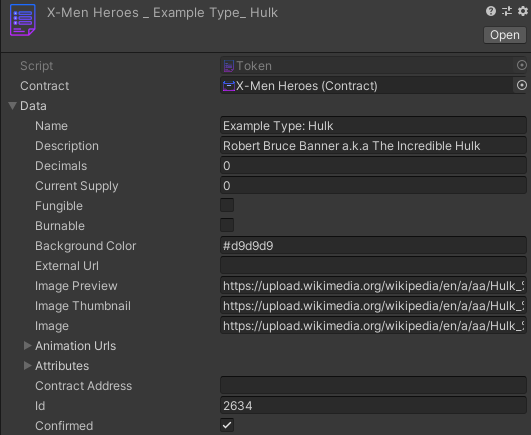 X-Men Heroes _ Example Type_ Hulk
Open
Script Token
Contract X-Men Heroes (Contract)
Data
Name Example Type: Hulk
Description Robert Bruce Banner a.k.a The Incredible Hulk
Decimals 0
Current Supply 0
Fungible
Burnable
Background Color #d9d9d9
External Url
Image Preview https://upload.wikimedia.org/wikipedia/en/a/aa/Hulk_
Image Thumbnail https://upload.wikimedia.org/wikipedia/en/a/aa/Hulk_
Image https://upload.wikimedia.org/wikipedia/en/a/aa/Hulk_
Animation Urls
Attributes
Contract Address
Id 2634
Confirmed